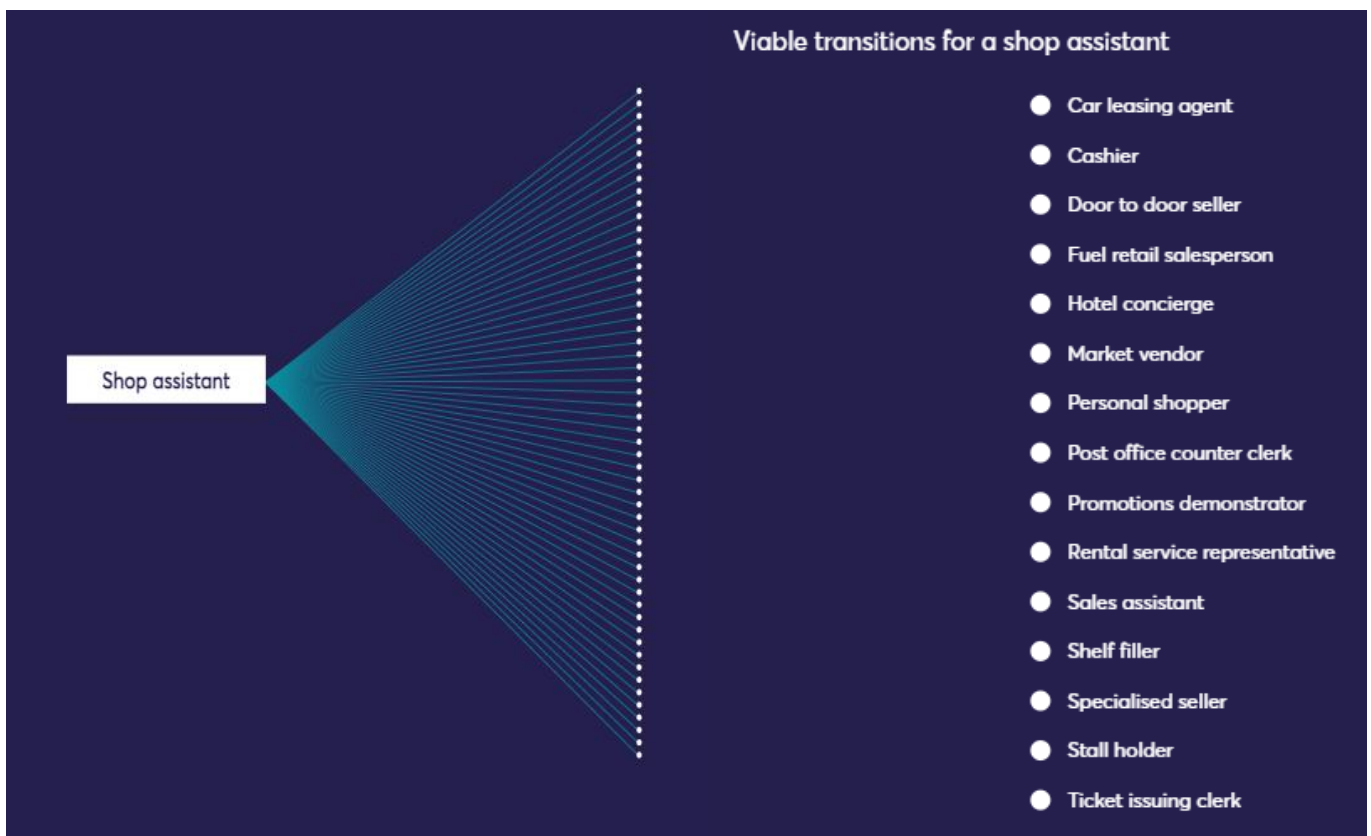 Viable transitions for a shop assistant
Shop assistant
Car leasing agent
Cashier
Door to door seller
Fuel retail salesperson
Hotel concierge
Market vendor
Personal shopper
Post office counter clerk
Promotions demonstrator
Rental service representative
Sales assistant
Shelf filler
Specialised seller
Stall holder
Ticket issuing clerk